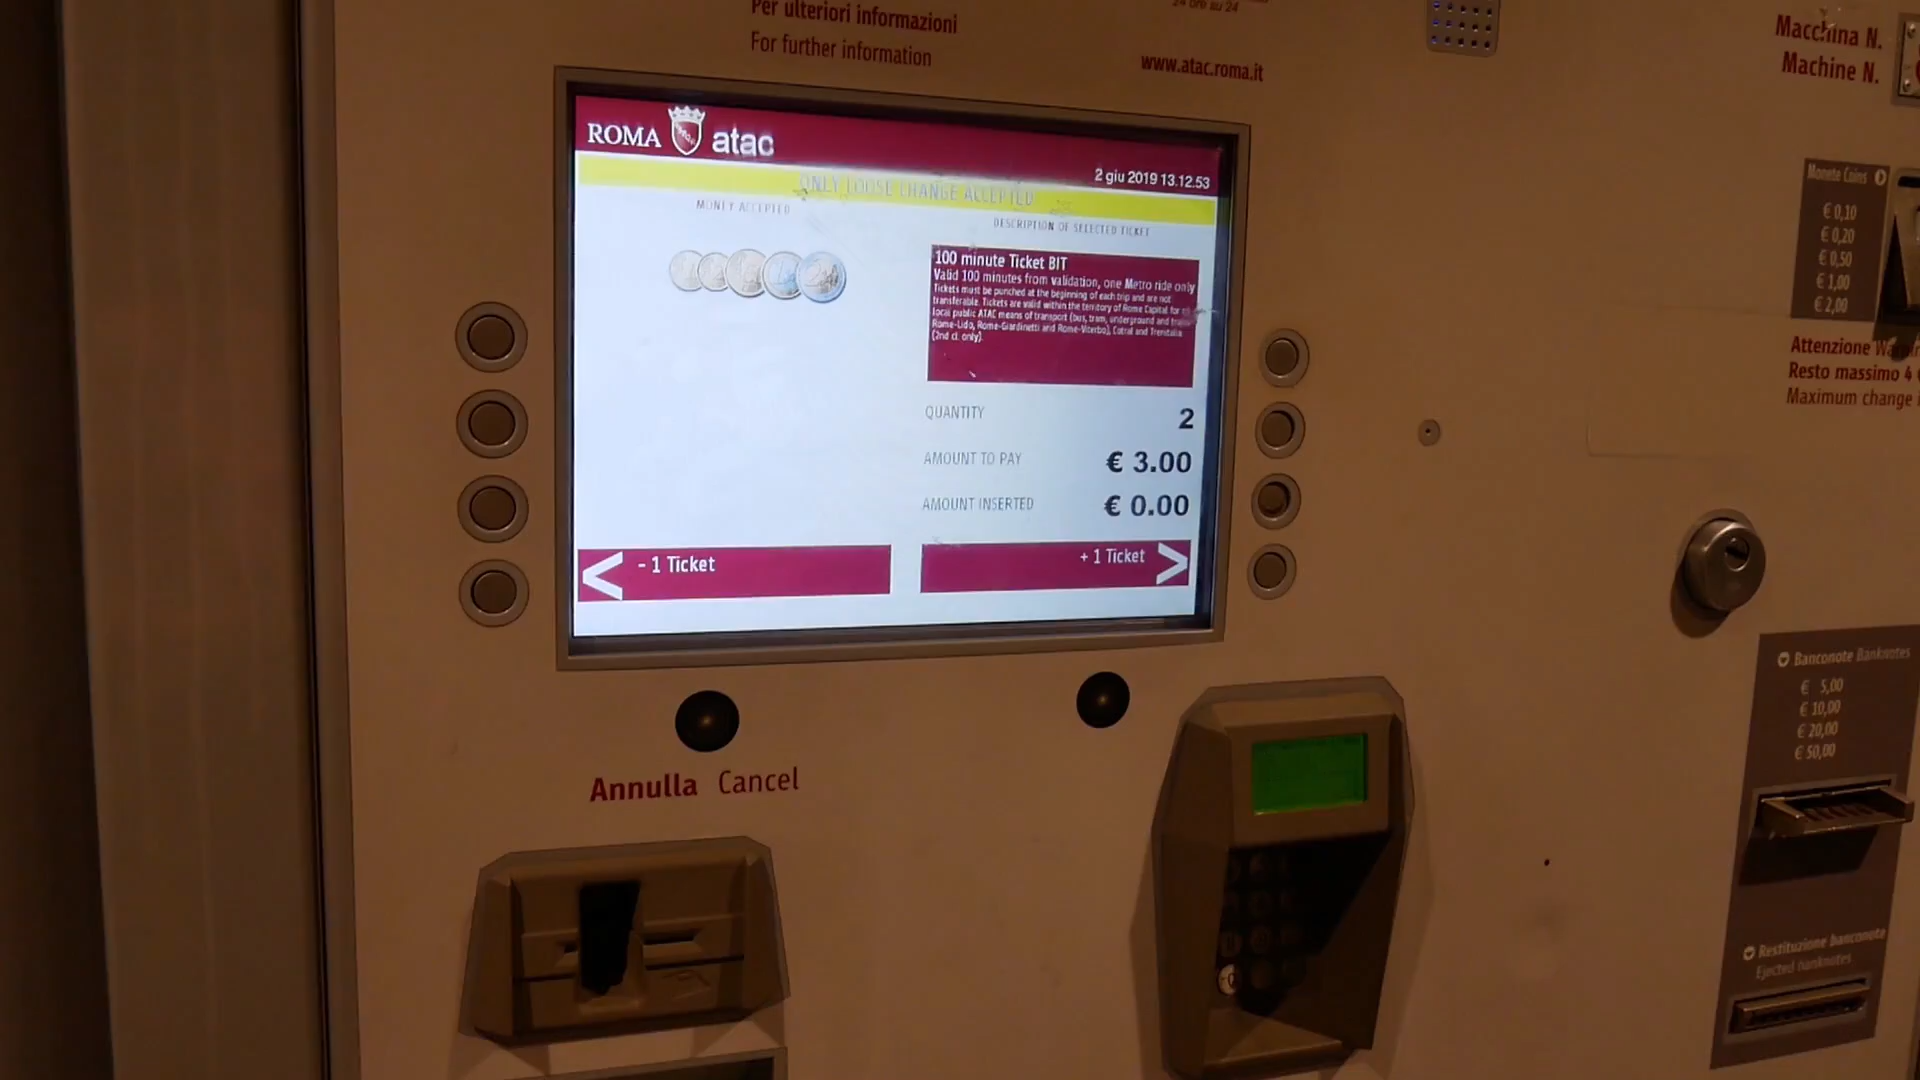 Per ulteriori informazioni
For further information
24 ore su 24
www.atac.roma.it
Macchina N.
Machine N.
ROMA atac
2 giu 2019 13.12.53
ONLY LOOSE CHANGE ACCEPTED
MONEY ACCEPTED
DESCRIPTION OF SELECTED TICKET
100 minute Ticket BIT
Valid 100 minutes from validation, one Metro ride only
Tickets must be punched at the beginning of each trip and are not
transferable. Tickets are valid within the territory of Rome Capital for
local public ATAC means of transport (bus, tram, underground and
Rome-Lido, Rome-Giardinetti and Rome-Viterbo), Cotral and Trenitalia
(2nd cl. only).
QUANTITY 2
AMOUNT TO PAY € 3.00
AMOUNT INSERTED € 0.00
< - 1 Ticket
+ 1 Ticket >
Annulla Cancel
Monete Coins
€ 0,10
€ 0,20
€ 0,50
€ 1,00
€ 2,00
Attenzione
Resto massimo 4
Maximum change
Banconote Banknotes
€ 5,00
€ 10,00
€ 20,00
€ 50,00
Restituzione banconote
Ejected banknotes